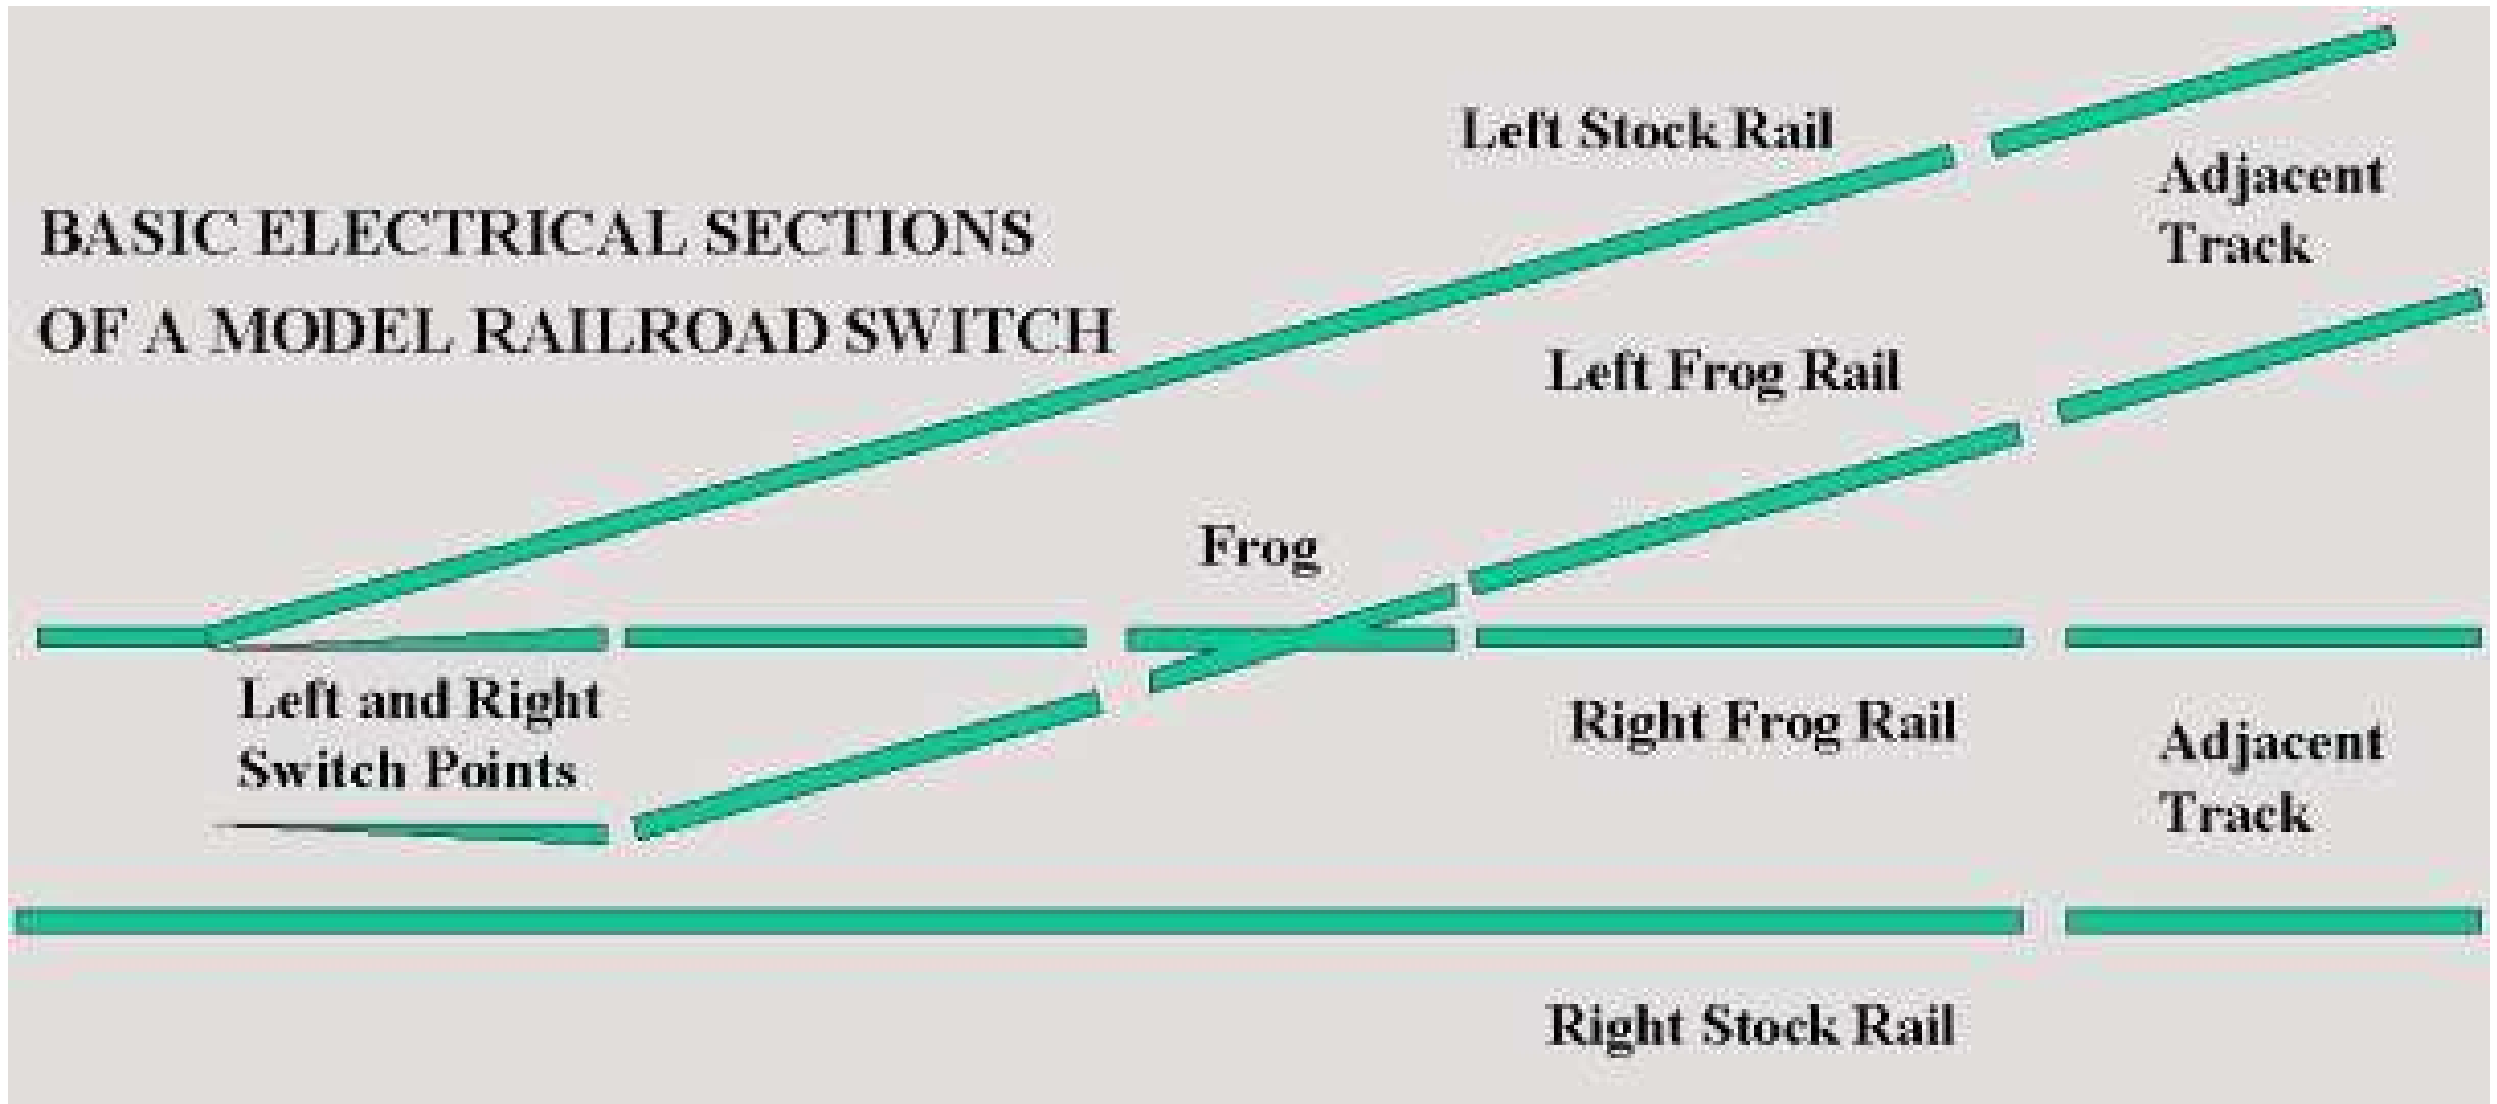 Left Stock Rail
Adjacent
Track
BASIC ELECTRICAL SECTIONS
OF A MODEL RAILROAD SWITCH
Left Frog Rail
Frog
Left and Right
Switch Points
Right Frog Rail
Adjacent
Track
Right Stock Rail